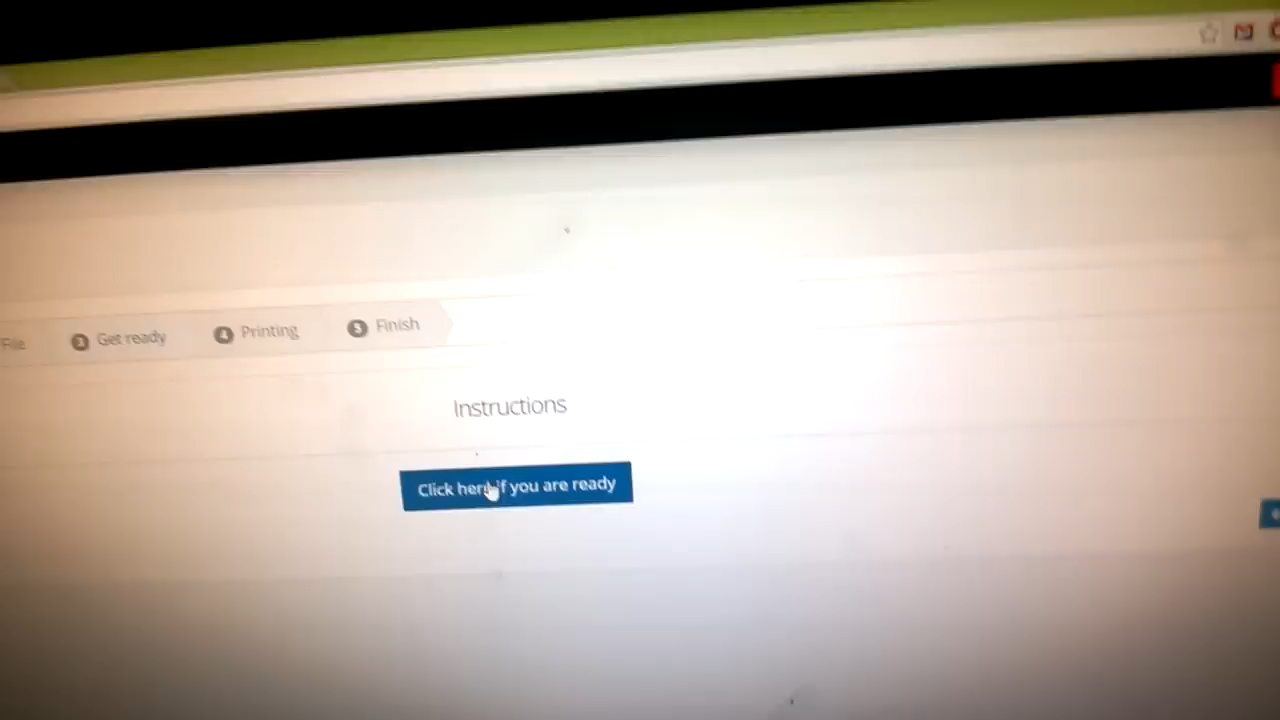 File 3 Get ready 4 Printing 5 Finish
Instructions
Click here if you are ready